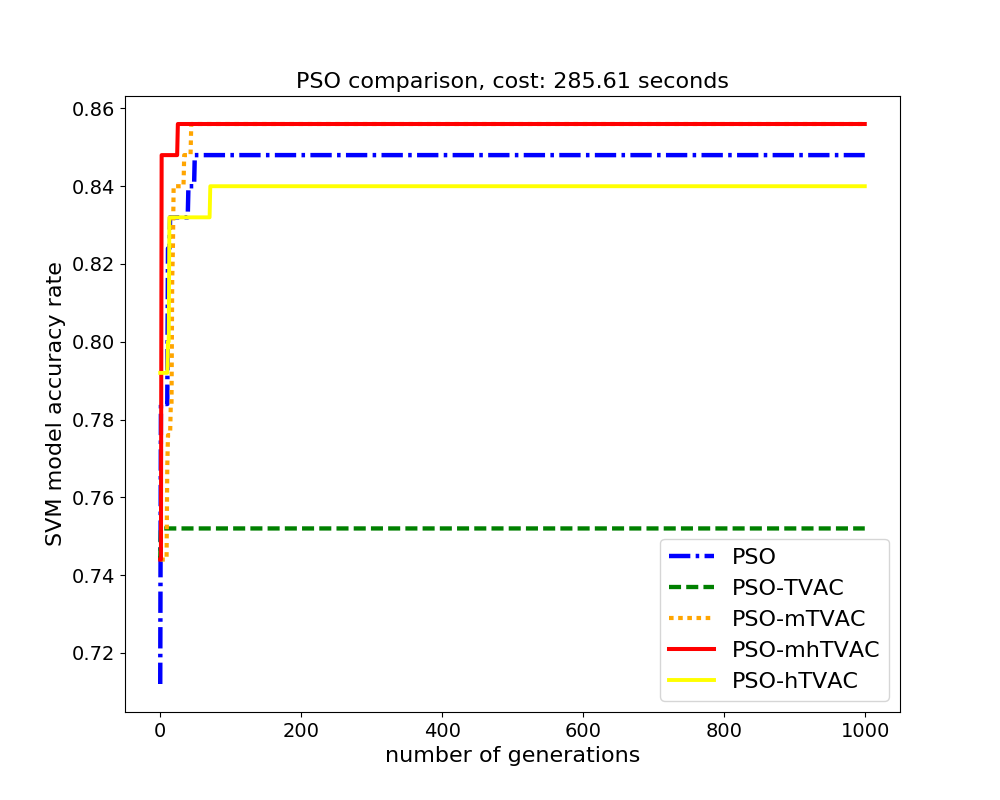 PSO comparison, cost: 285.61 seconds
SVM model accuracy rate
0.86
0.84
0.82
0.80
0.78
0.76
0.74
0.72
PSO
PSO-TVAC
PSO-mTVAC
PSO-mhTVAC
PSO-hTVAC
0 200 400 600 800 1000
number of generations